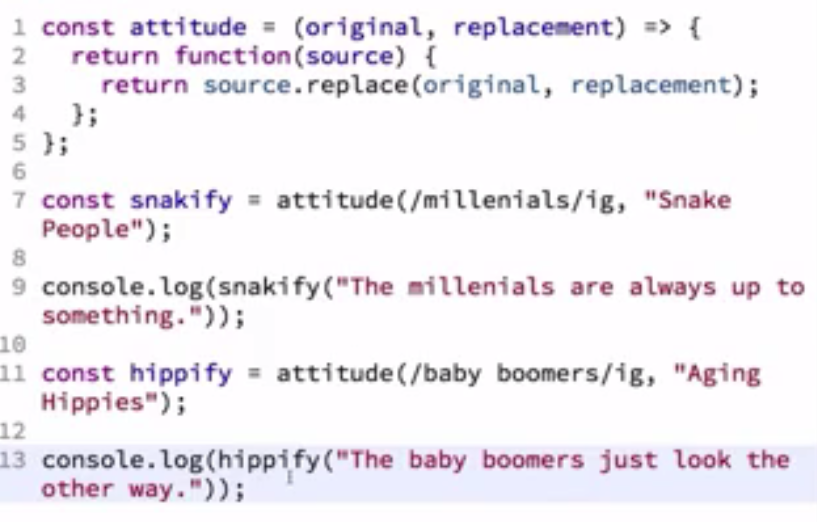 1 const attitude = (original, replacement) => {
2   return function(source) {
3     return source.replace(original, replacement);
4   };
5 };
6
7 const snakify = attitude(/millenials/ig, "Snake
People");
8
9 console.log(snakify("The millenials are always up to
something."));
10
11 const hippify = attitude(/baby boomers/ig, "Aging
Hippies");
12
13 console.log(hippify("The baby boomers just look the
other way."));